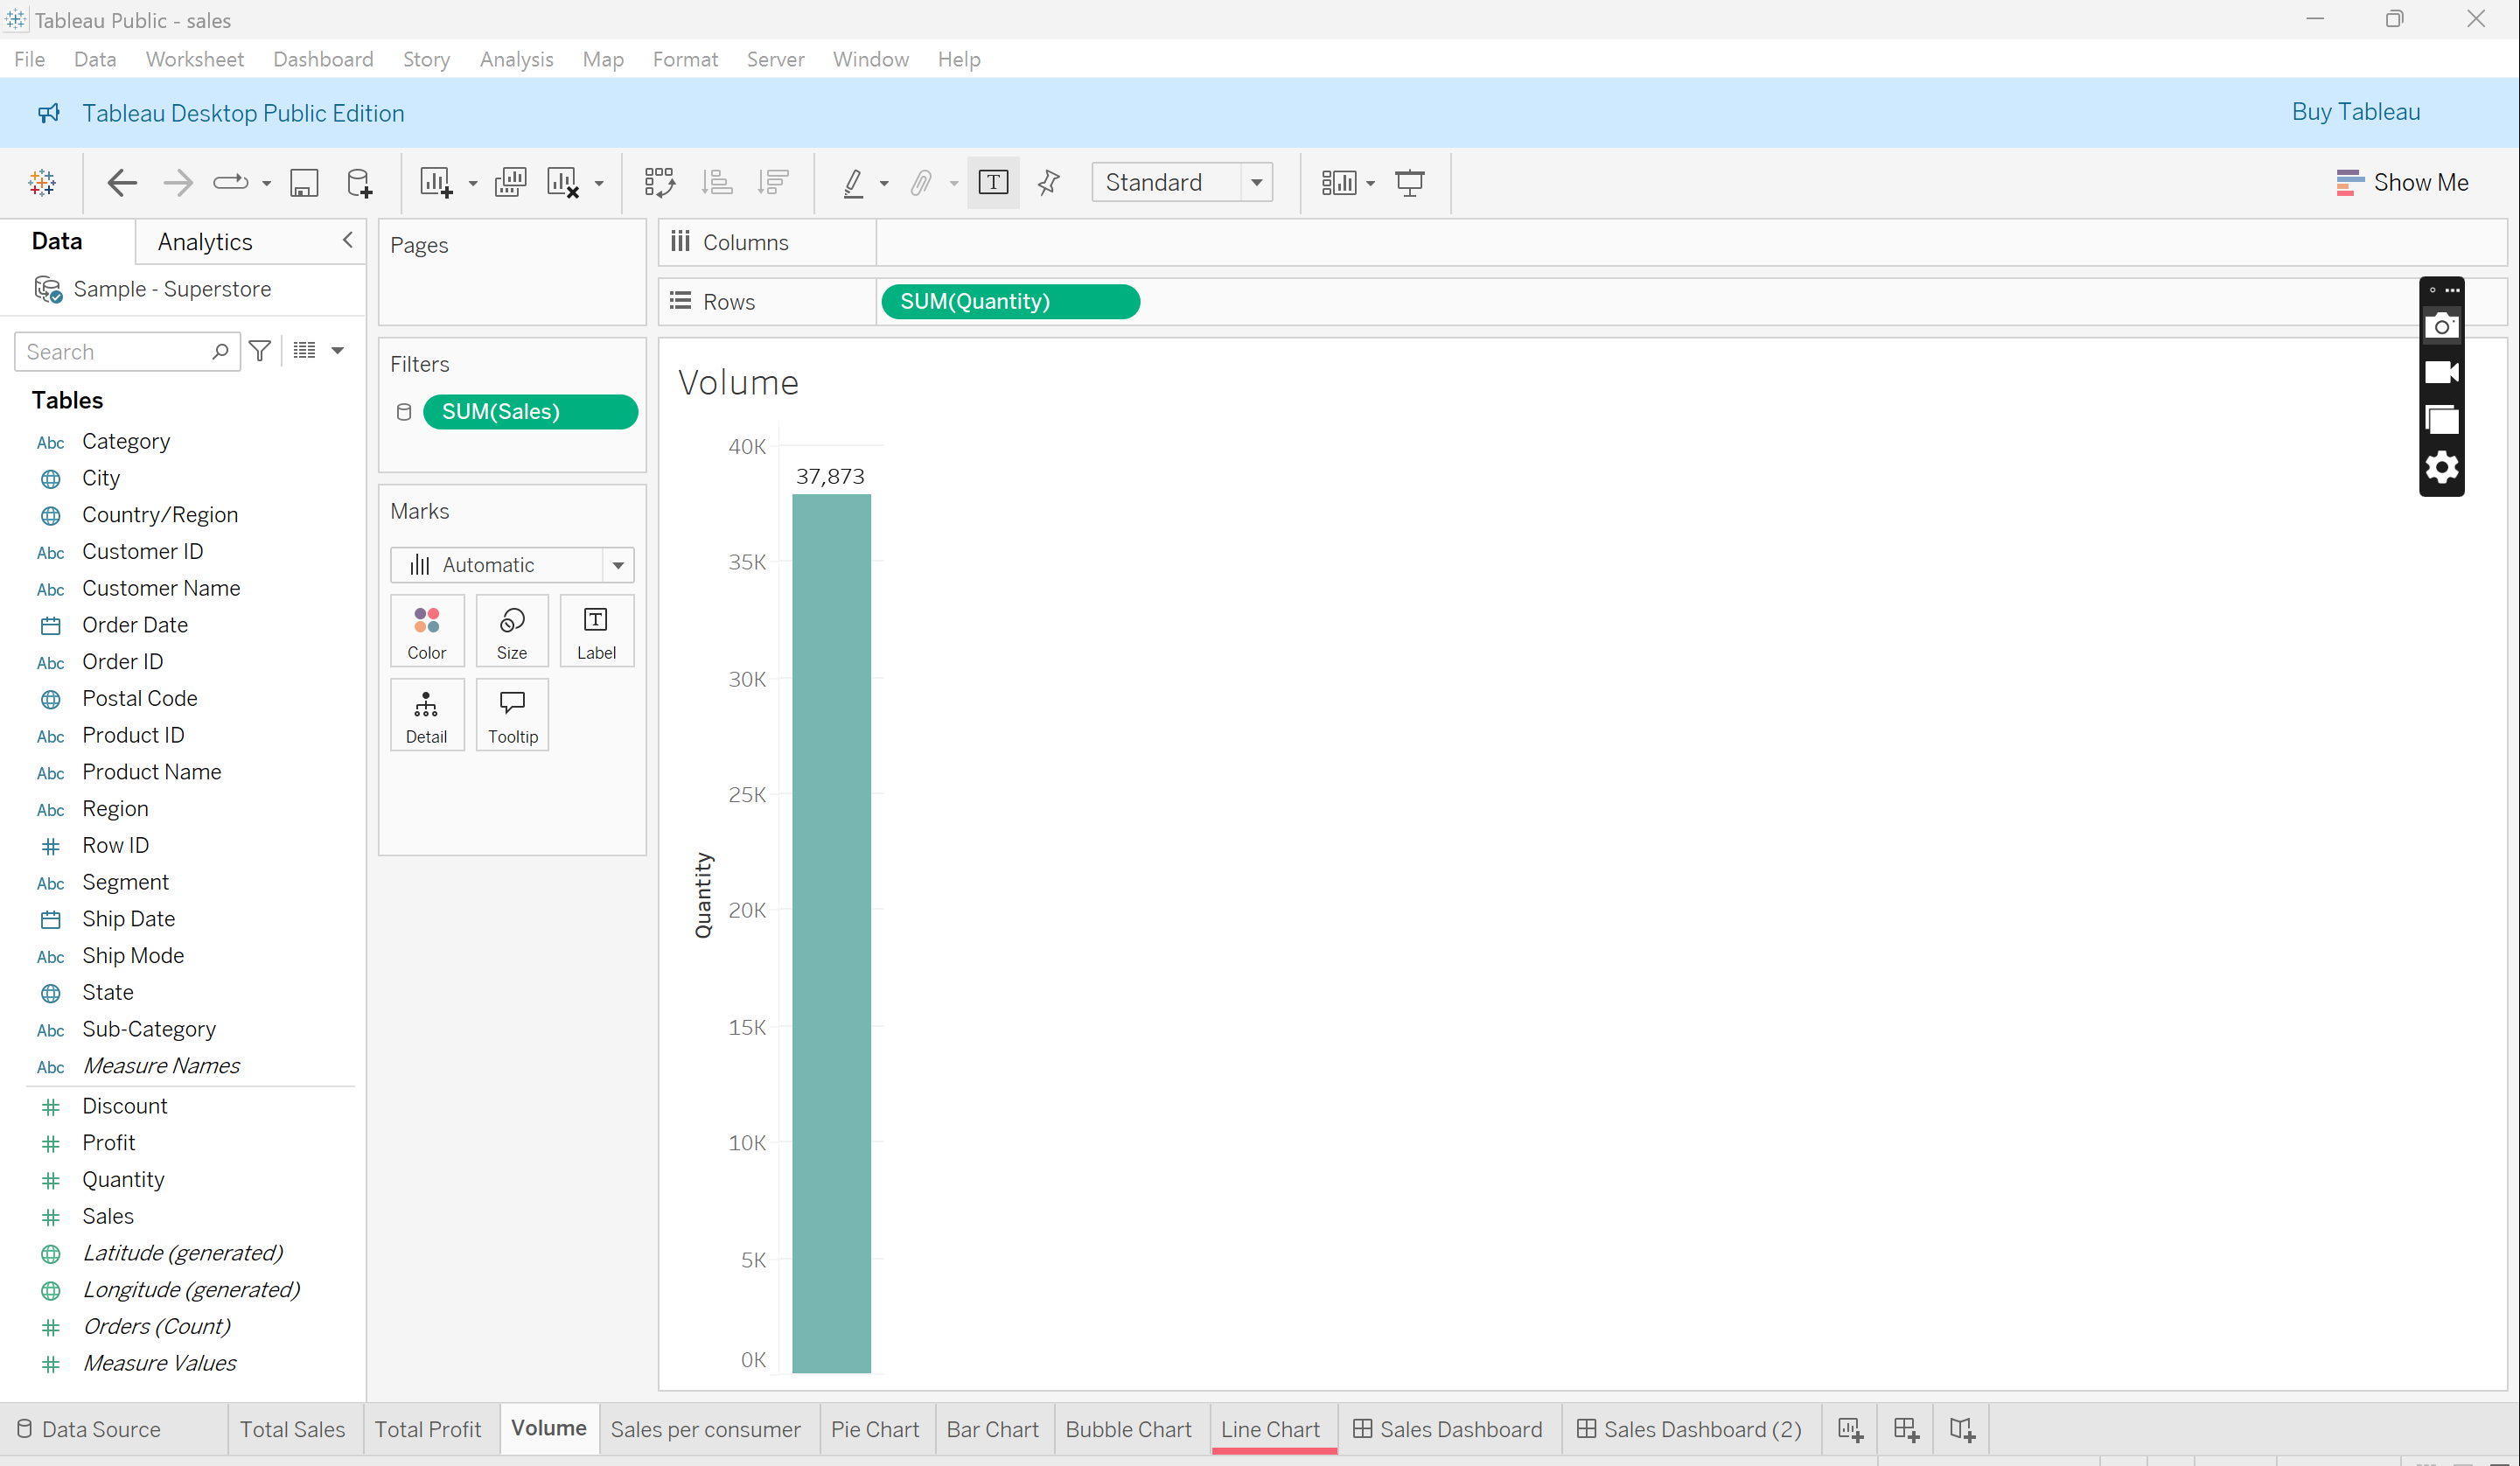 Tableau Public - sales
File Data Worksheet Dashboard Story Analysis Map Format Server Window Help
Tableau Desktop Public Edition
Buy Tableau
Standard
Show Me
Data
Analytics
Sample - Superstore
Search
Tables
Abc Category
City
Country/Region
Abc Customer ID
Abc Customer Name
Order Date
Abc Order ID
Postal Code
Abc Product ID
Abc Product Name
Abc Region
Row ID
Abc Segment
Ship Date
Abc Ship Mode
State
Abc Sub-Category
Abc Measure Names
Discount
Profit
Quantity
Sales
Latitude (generated)
Longitude (generated)
Orders (Count)
Measure Values
Pages
Filters
SUM(Sales)
Marks
Automatic
Color Size Label
Detail Tooltip
Columns
Rows SUM(Quantity)
Volume
37,873
40K
35K
30K
25K
20K
15K
10K
5K
0K
Quantity
Data Source Total Sales Total Profit Volume Sales per consumer Pie Chart Bar Chart Bubble Chart Line Chart Sales Dashboard Sales Dashboard (2)